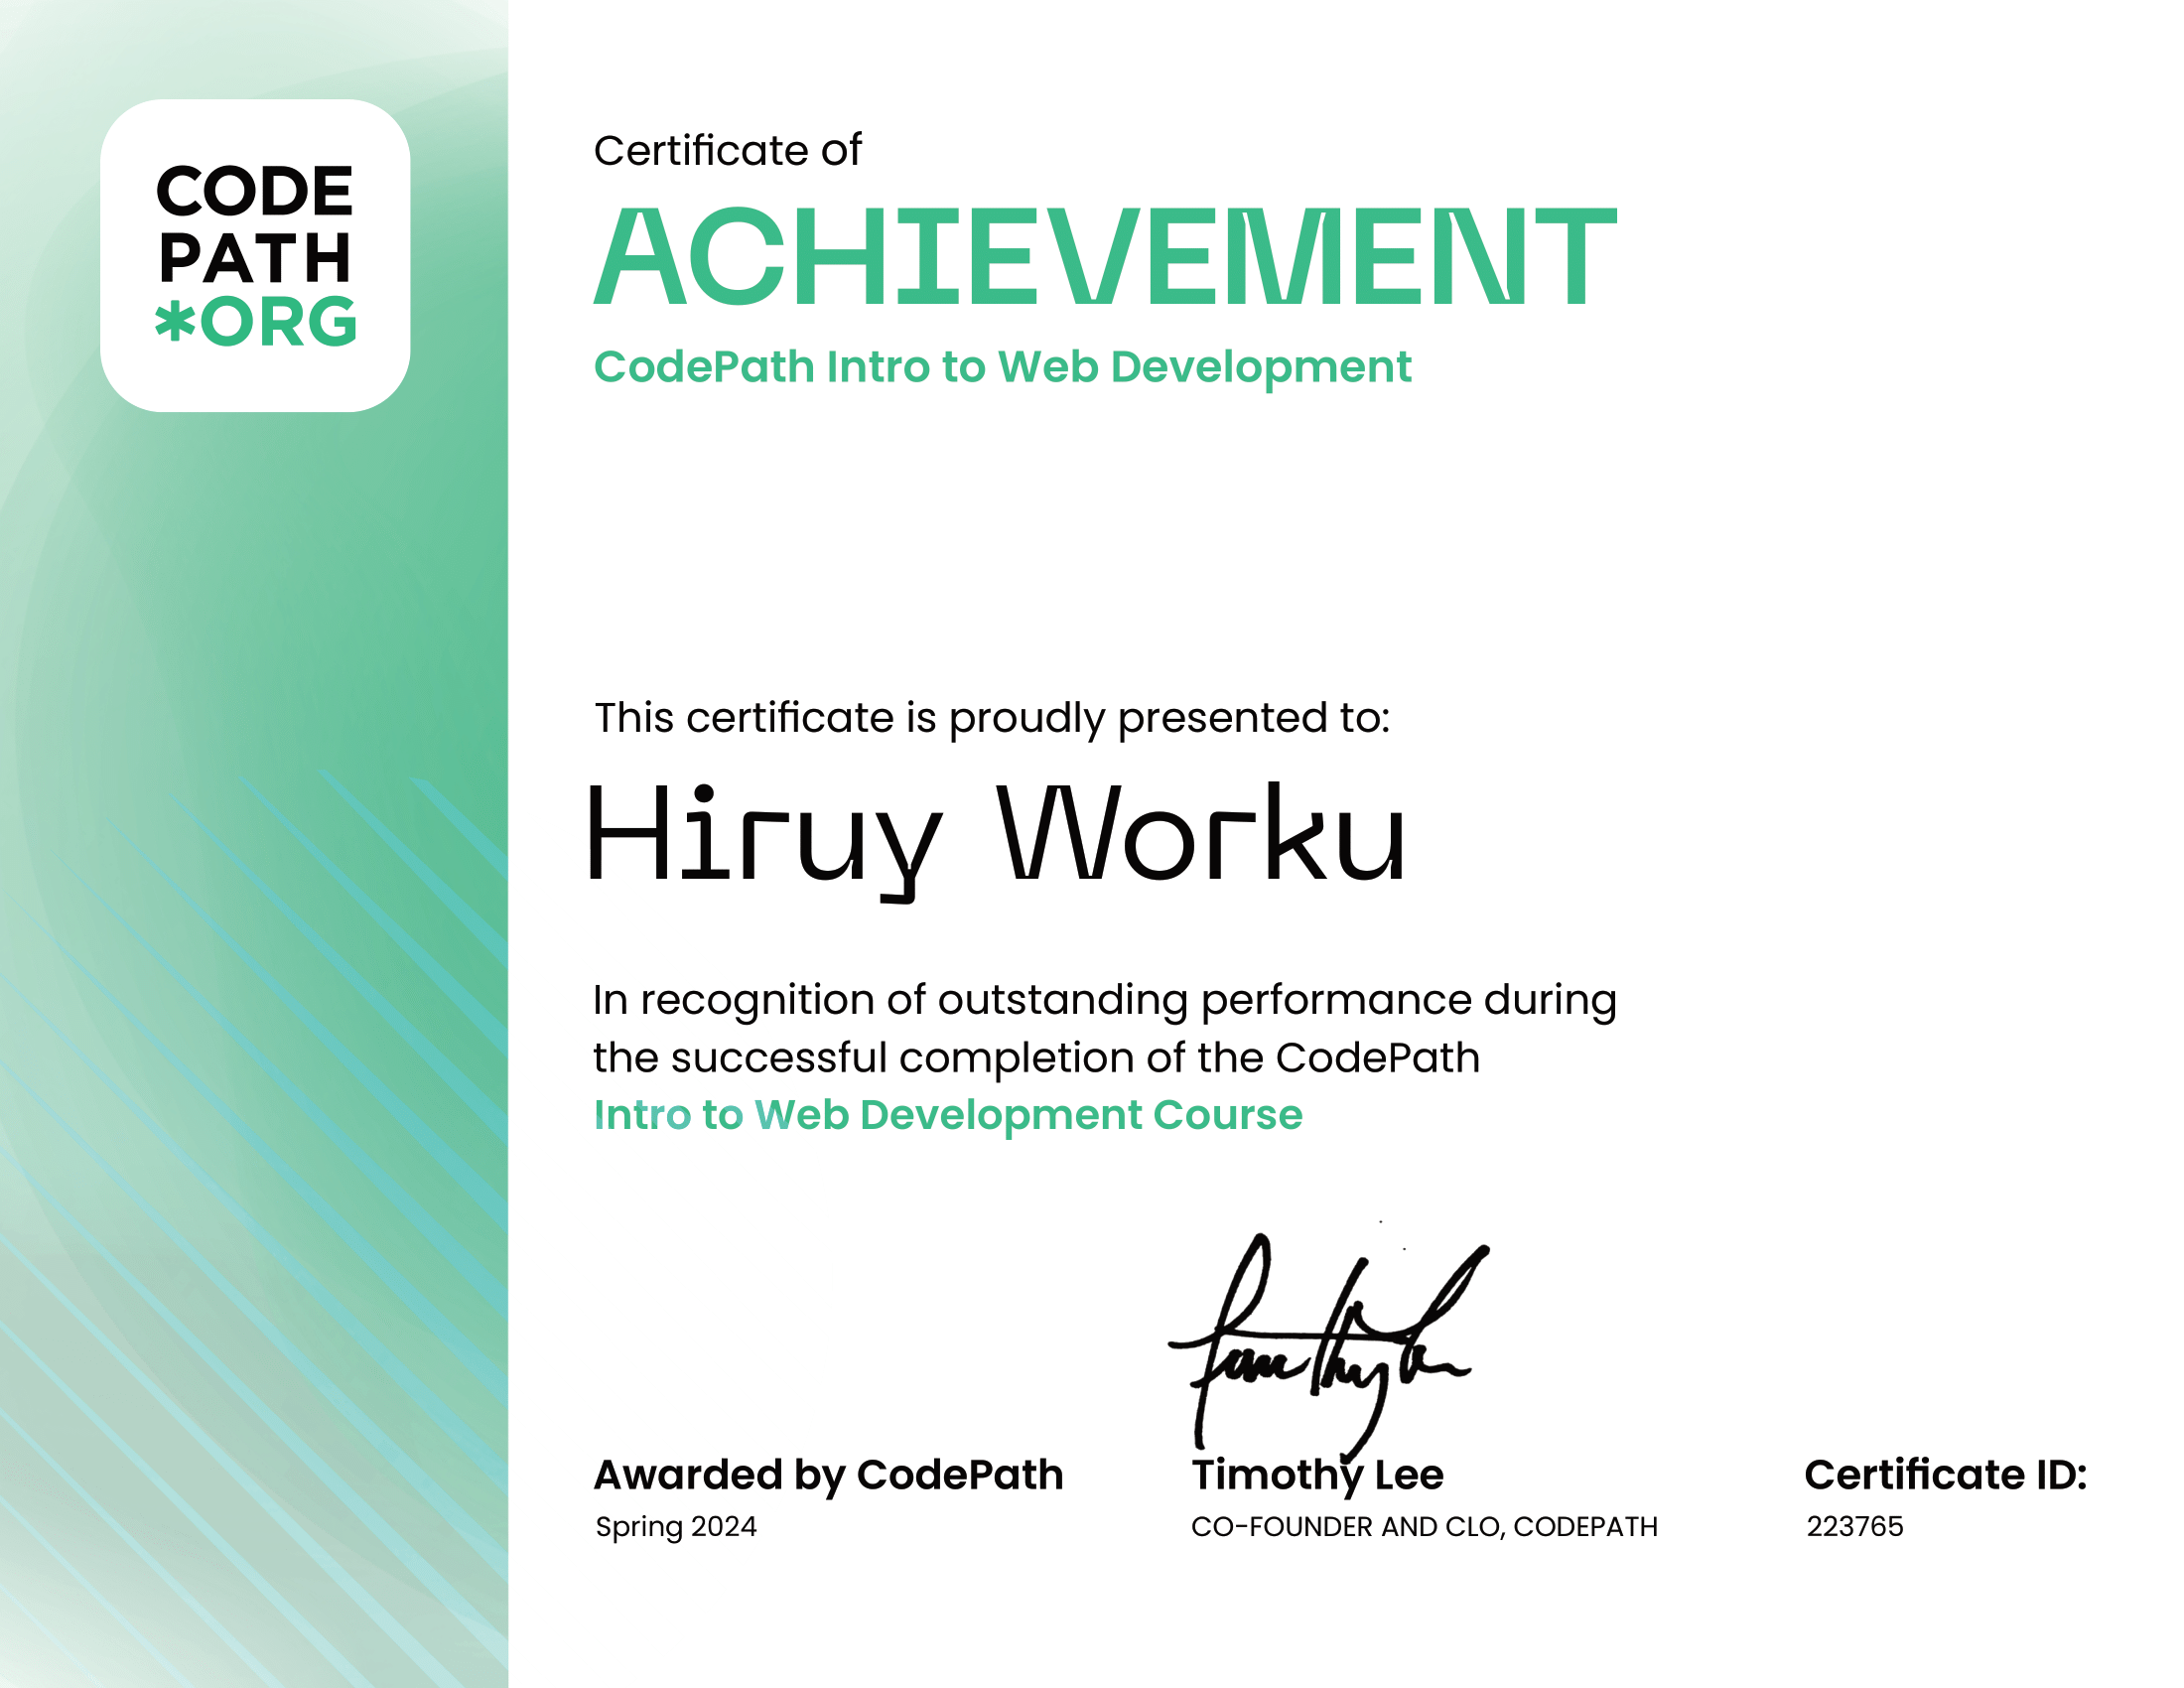 CODE
PATH
*ORG
Certificate of
ACHIEVEMENT
CodePath Intro to Web Development
This certificate is proudly presented to:
Hiruy Worku
In recognition of outstanding performance during
the successful completion of the CodePath
Intro to Web Development Course
Awarded by CodePath
Spring 2024
Timothy Lee
CO-FOUNDER AND CLO, CODEPATH
Certificate ID:
223765